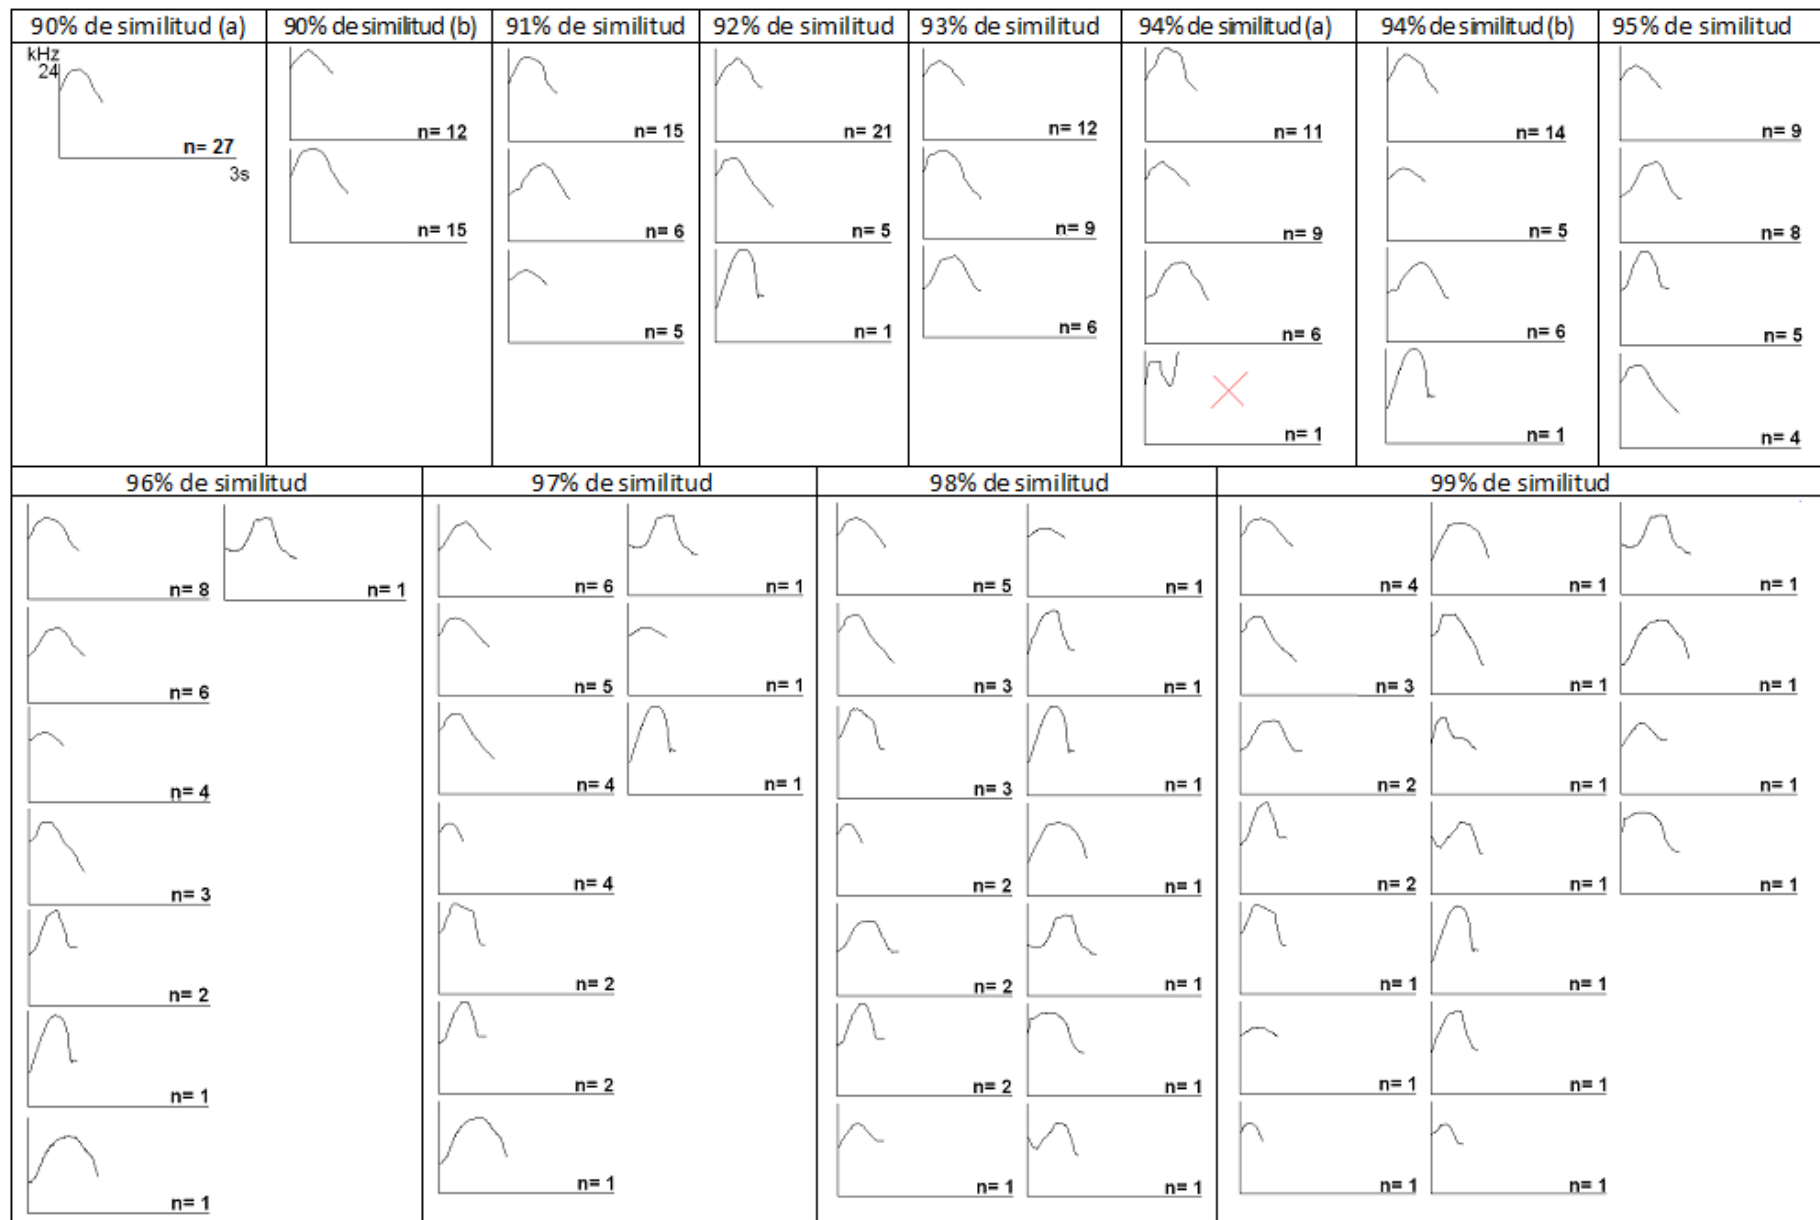 90% de similitud (a)
90% de similitud (b)
91% de similitud
92% de similitud
93% de similitud
94% de similitud (a)
94% de similitud (b)
95% de similitud
kHz
24
n= 27
3s
n= 12
n= 15
n= 15
n= 6
n= 5
n= 21
n= 5
n= 1
n= 12
n= 9
n= 6
n= 11
n= 9
n= 6
n= 1
n= 14
n= 5
n= 6
n= 1
n= 9
n= 8
n= 5
n= 4
96% de similitud
97% de similitud
98% de similitud
99% de similitud
n= 8
n= 6
n= 4
n= 3
n= 2
n= 1
n= 1
n= 1
n= 6
n= 5
n= 4
n= 4
n= 2
n= 2
n= 1
n= 1
n= 1
n= 1
n= 5
n= 3
n= 3
n= 2
n= 2
n= 2
n= 1
n= 1
n= 1
n= 1
n= 1
n= 1
n= 1
n= 1
n= 4
n= 3
n= 2
n= 2
n= 1
n= 1
n= 1
n= 1
n= 1
n= 1
n= 1
n= 1
n= 1
n= 1
n= 1
n= 1
n= 1
n= 1